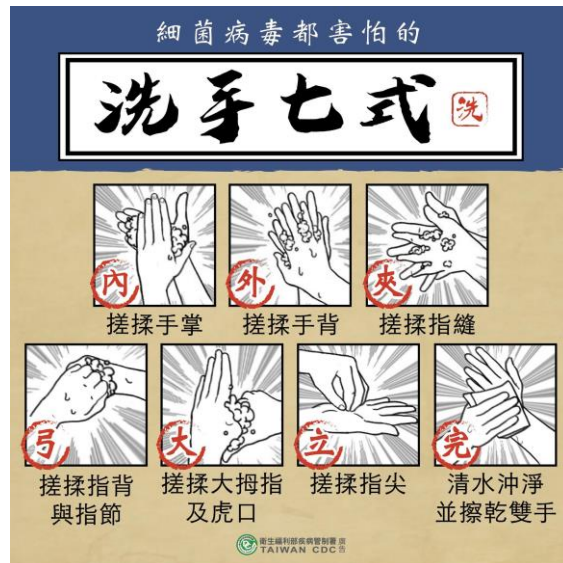 細菌病毒都害怕的
洗手七式
洗
內
搓揉手掌
外
搓揉手背
夾
搓揉指縫
弓
搓揉指背
與指節
大
搓揉大拇指
及虎口
立
搓揉指尖
完
清水沖淨
並擦乾雙手
衛生福利部疾病管制署 廣告
TAIWAN CDC